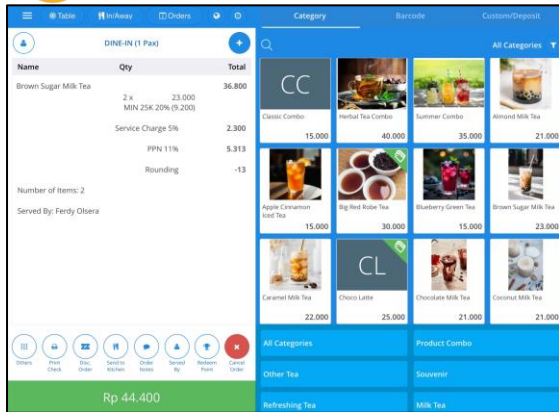 Table In/Away Orders
DINE-IN (1 Pax)
Name Qty Total
Brown Sugar Milk Tea 36.800
2 x 23.000
MIN 25K 20% (9.200)
Service Charge 5% 2.300
PPN 11% 5.313
Rounding -13
Number of Items: 2
Served By: Ferdy Olsera
Others
Print Check
Disc. Order
Send to Kitchen
Order Notes
Served By
Redeem Point
Cancel Order
Rp 44.400
Category Barcode Custom/Deposit
All Categories
CC
Classic Combo
15.000
Herbal Tea Combo
40.000
Summer Combo
35.000
Almond Milk Tea
21.000
Apple Cinnamon Iced Tea
15.000
Big Red Robe Tea
30.000
Blueberry Green Tea
15.000
Brown Sugar Milk Tea
23.000
Caramel Milk Tea
22.000
CL
Choco Latte
25.000
Chocolate Milk Tea
21.000
Coconut Milk Tea
21.000
All Categories Product Combo
Other Tea Souvenir
Refreshing Tea Milk Tea